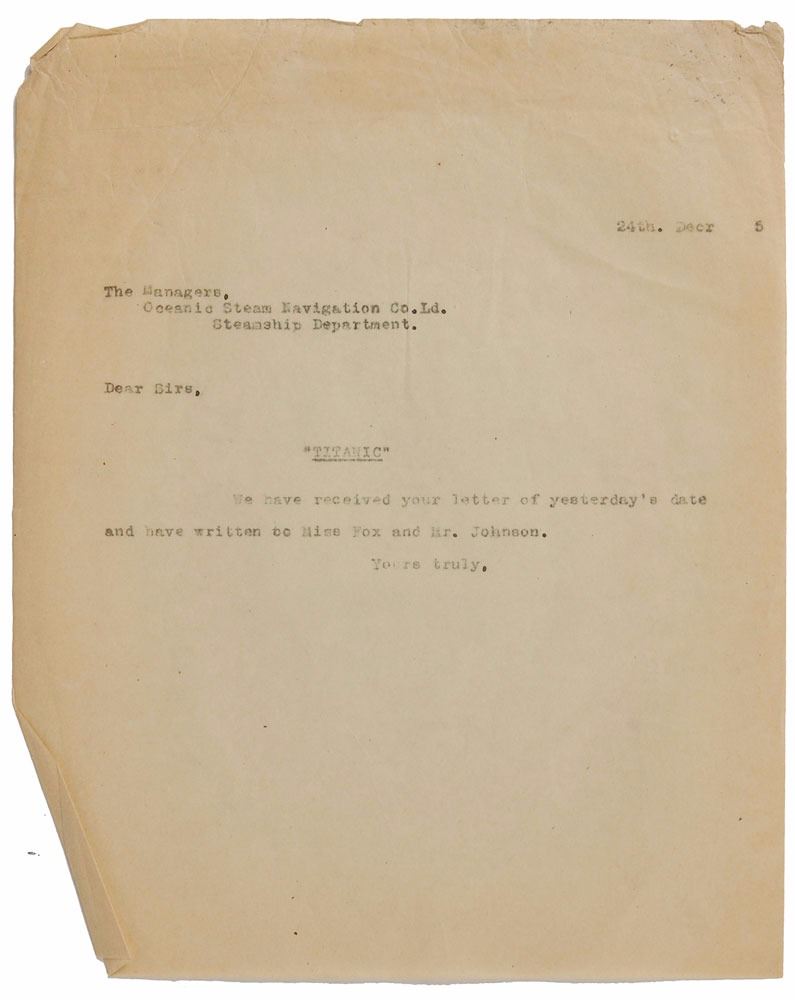 24th. Decr 5
The Managers,
Oceanic Steam Navigation Co.Ld.
Steamship Department.
Dear Sirs,
"TITANIC"
We have received your letter of yesterday's date
and have written to Miss Fox and Mr. Johnson.
Yours truly,